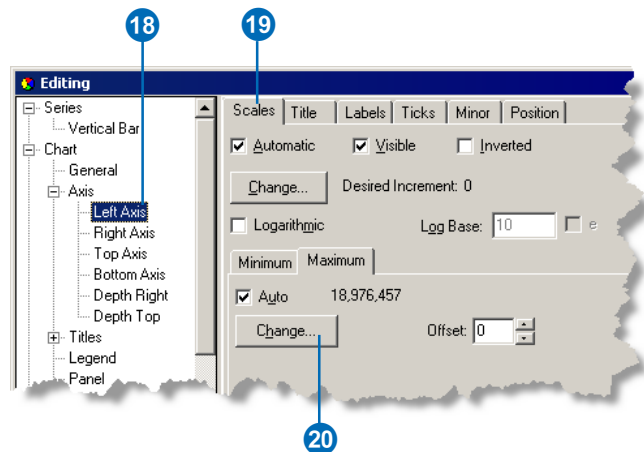 18
19
Editing
Series
Vertical Bar
Chart
General
Axis
Left Axis
Right Axis
Top Axis
Bottom Axis
Depth Right
Depth Top
Titles
Legend
Panel
Scales Title Labels Ticks Minor Position
Automatic Visible Inverted
Change... Desired Increment: 0
Logarithmic Log Base: 10 e
Minimum Maximum
Auto 18,976,457
Change... Offset: 0
20